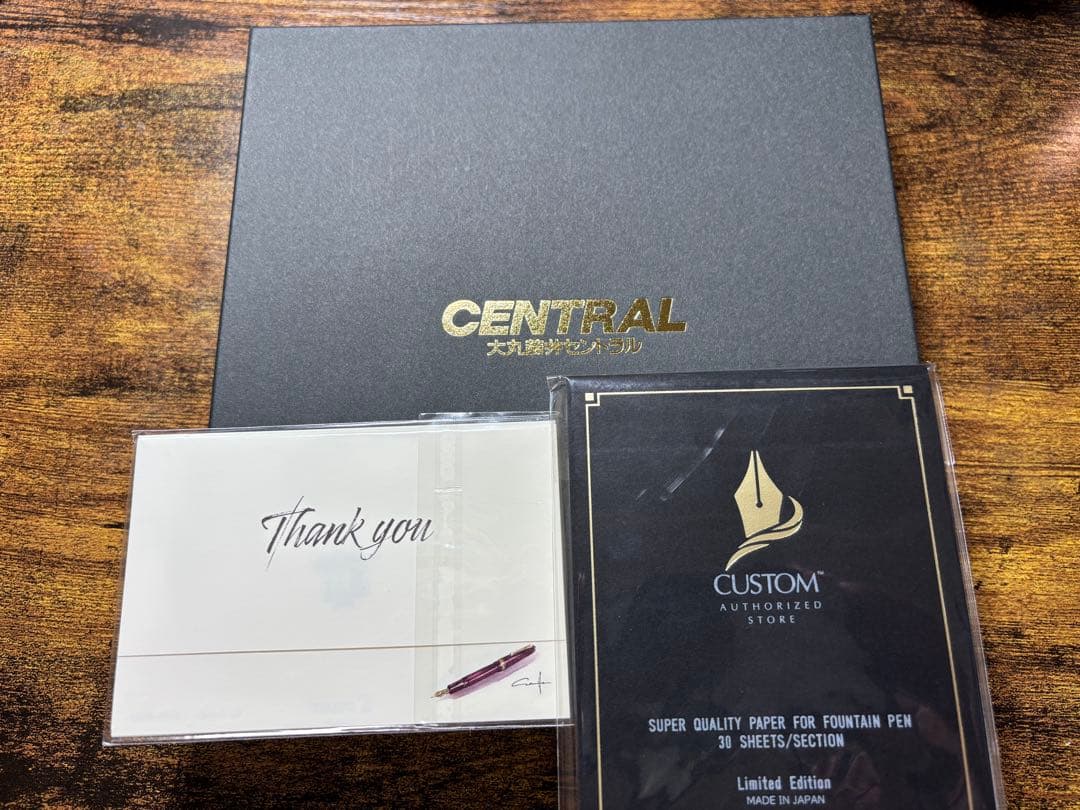 CENTRAL
大丸藤井セントラル
Thank you
CUSTOM™
AUTHORIZED
STORE
SUPER QUALITY PAPER FOR FOUNTAIN PEN
30 SHEETS/SECTION
Limited Edition
MADE IN JAPAN